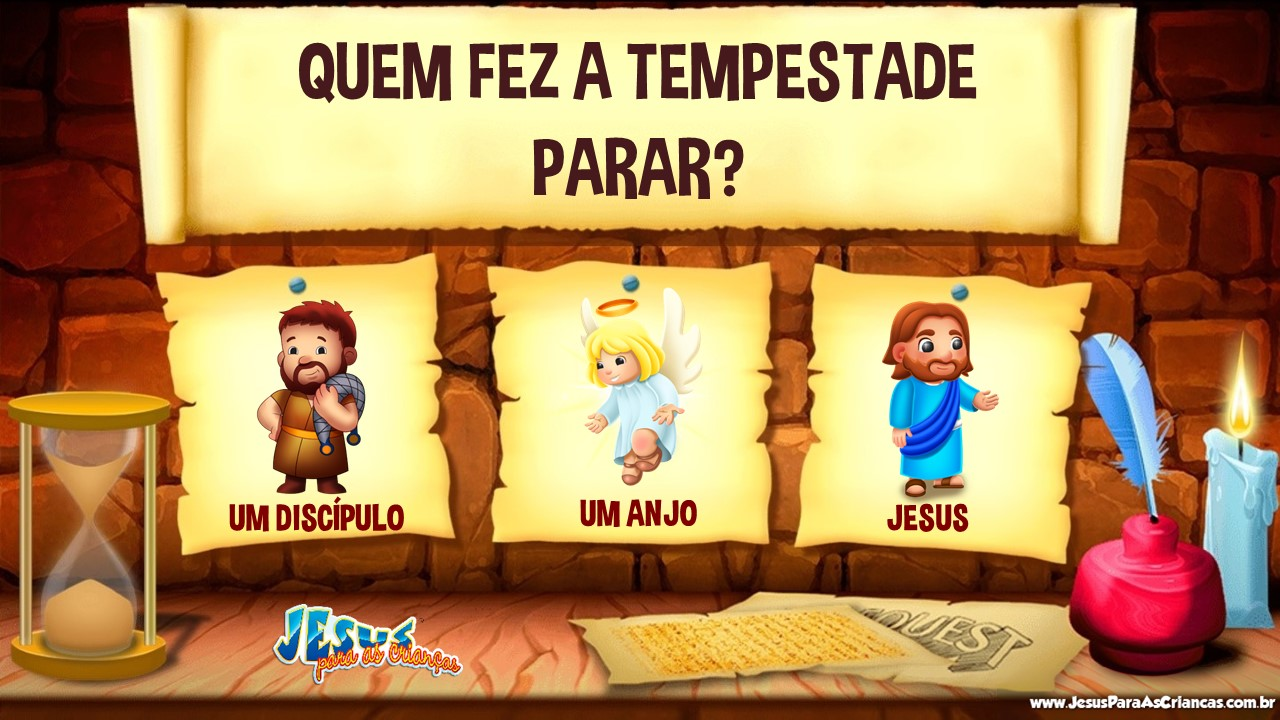 QUEM FEZ A TEMPESTADE
PARAR?
UM DISCÍPULO
UM ANJO
JESUS
JESUS
para as crianças
QUEST
www.JesusParaAsCriancas.com.br